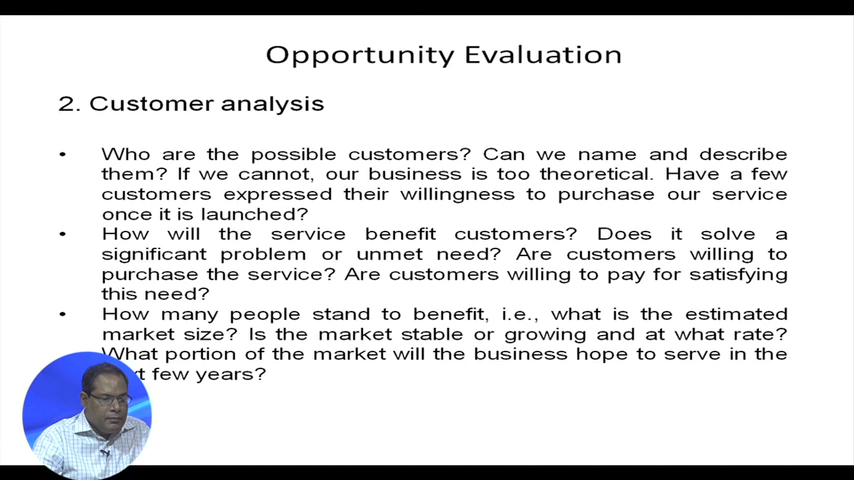 Opportunity Evaluation
2. Customer analysis
• Who are the possible customers? Can we name and describe
them? If we cannot, our business is too theoretical. Have a few
customers expressed their willingness to purchase our service
once it is launched?
• How will the service benefit customers? Does it solve a
significant problem or unmet need? Are customers willing to
purchase the service? Are customers willing to pay for satisfying
this need?
• How many people stand to benefit, i.e., what is the estimated
market size? Is the market stable or growing and at what rate?
What portion of the market will the business hope to serve in the
few years?